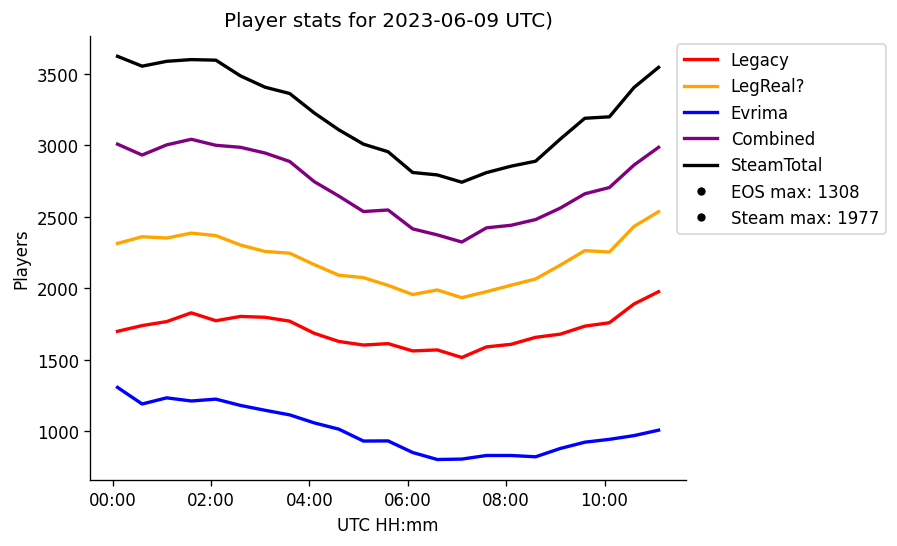 Player stats for 2023-06-09 UTC)
Legacy
LegReal?
Evrima
Combined
SteamTotal
EOS max: 1308
Steam max: 1977
3500
3000
2500
2000
1500
1000
Players
00:00 02:00 04:00 06:00 08:00 10:00
UTC HH:mm